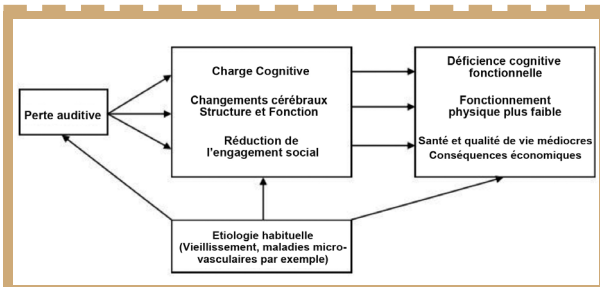 Perte auditive
Charge Cognitive
Changements cérébraux
Structure et Fonction
Réduction de
l'engagement social
Déficience cognitive
fonctionnelle
Fonctionnement
physique plus faible
Santé et qualité de vie médiocres
Conséquences économiques
Etiologie habituelle
(Vieillissement, maladies micro-
vasculaires par exemple)